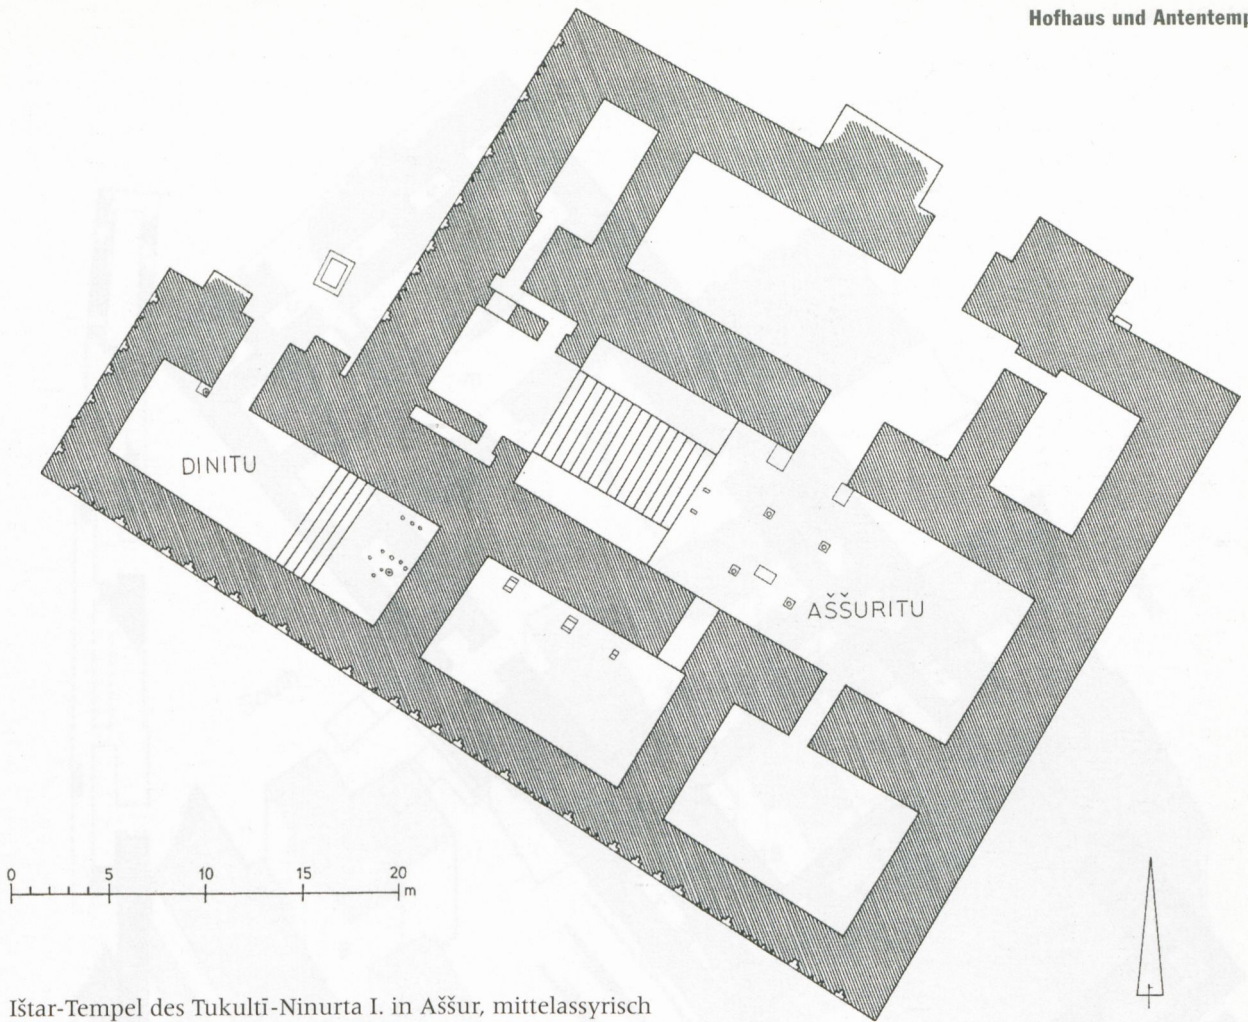 Hofhaus und Antentemp
DINITU
AŠŠURITU
0 5 10 15 20
m
Ištar-Tempel des Tukultī-Ninurta I. in Aššur, mittelassyrisch